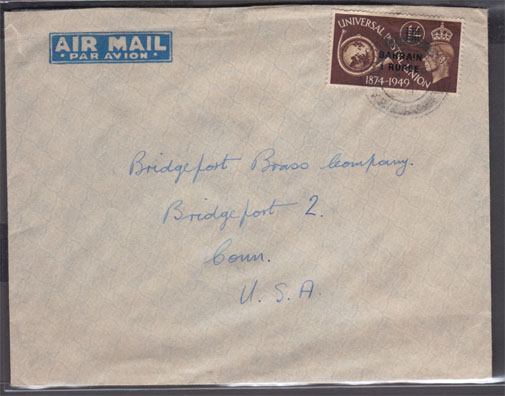 AIR MAIL
PAR AVION
UNIVERSAL POSTAL UNION
BAHRAIN
1 RUPEE
1874-1949
Bridgeport Brass Company.
Bridgeport 2.
Conn.
U.S.A.